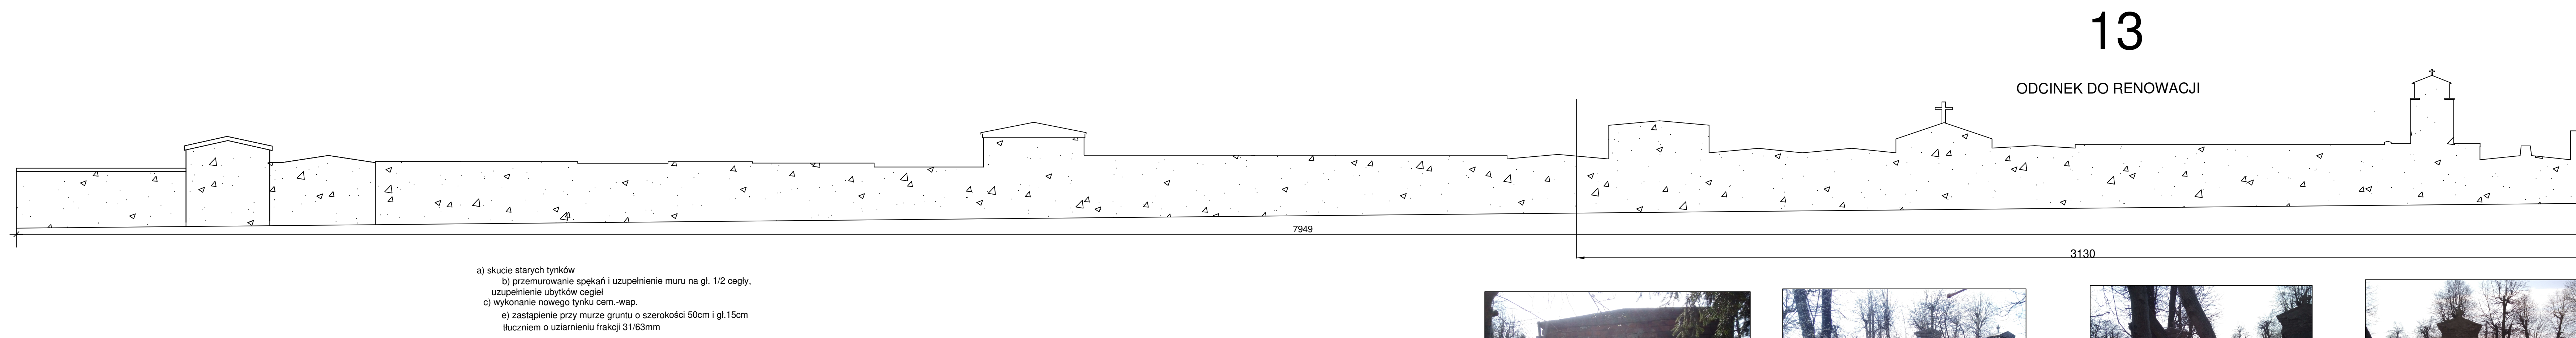 13
ODCINEK DO RENOWACJI
7949
3130
a) skucie starych tynków
b) przemurowanie spękań i uzupełnienie muru na gł. 1/2 cegły,
uzupełnienie ubytków cegieł
c) wykonanie nowego tynku cem.-wap.
e) zastąpienie przy murze gruntu o szerokości 50cm i gł.15cm
tłuczniem o uziarnieniu frakcji 31/63mm